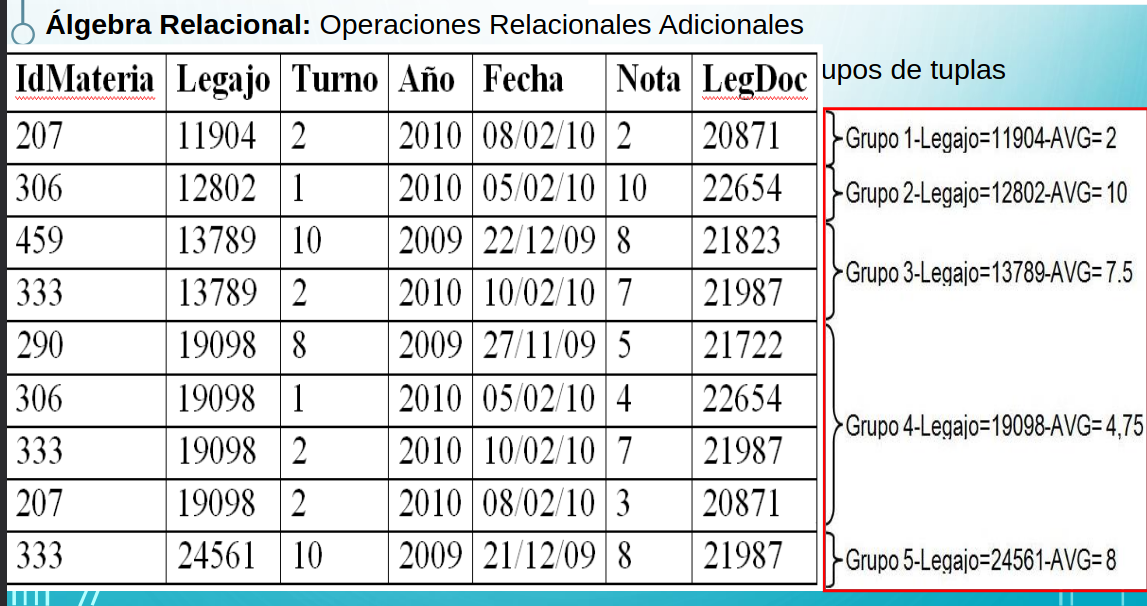 Álgebra Relacional: Operaciones Relacionales Adicionales
upos de tuplas
IdMateria Legajo Turno Año Fecha Nota LegDoc
207 11904 2 2010 08/02/10 2 20871
306 12802 1 2010 05/02/10 10 22654
459 13789 10 2009 22/12/09 8 21823
333 13789 2 2010 10/02/10 7 21987
290 19098 8 2009 27/11/09 5 21722
306 19098 1 2010 05/02/10 4 22654
333 19098 2 2010 10/02/10 7 21987
207 19098 2 2010 08/02/10 3 20871
333 24561 10 2009 21/12/09 8 21987
Grupo 1-Legajo=11904-AVG= 2
Grupo 2-Legajo=12802-AVG= 10
Grupo 3-Legajo=13789-AVG= 7.5
Grupo 4-Legajo=19098-AVG= 4,75
Grupo 5-Legajo=24561-AVG= 8